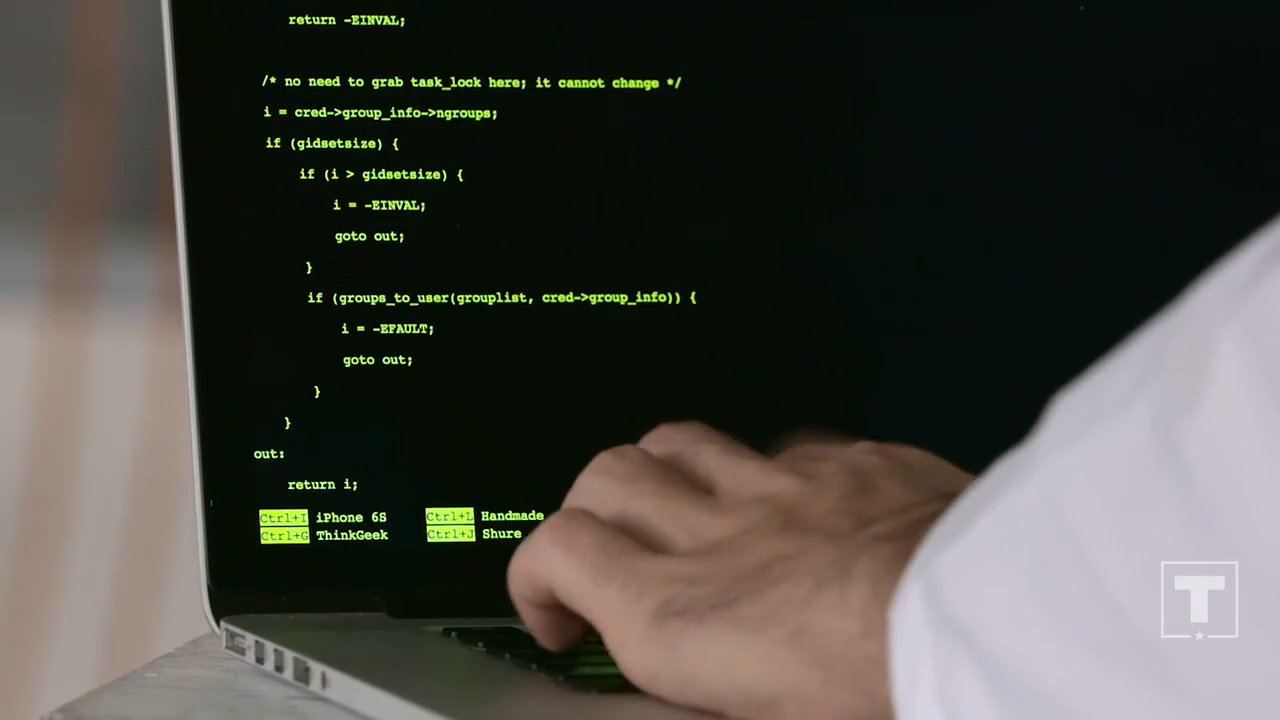 return -EINVAL;
/* no need to grab task_lock here; it cannot change */
i = cred->group_info->ngroups;
if (gidsetsize) {
if (i > gidsetsize) {
i = -EINVAL;
goto out;
}
if (groups_to_user(grouplist, cred->group_info)) {
i = -EFAULT;
goto out;
}
}
out:
return i;
Ctrl+I iPhone 6S Ctrl+L Handmade
Ctrl+G ThinkGeek Ctrl+J Shure
T